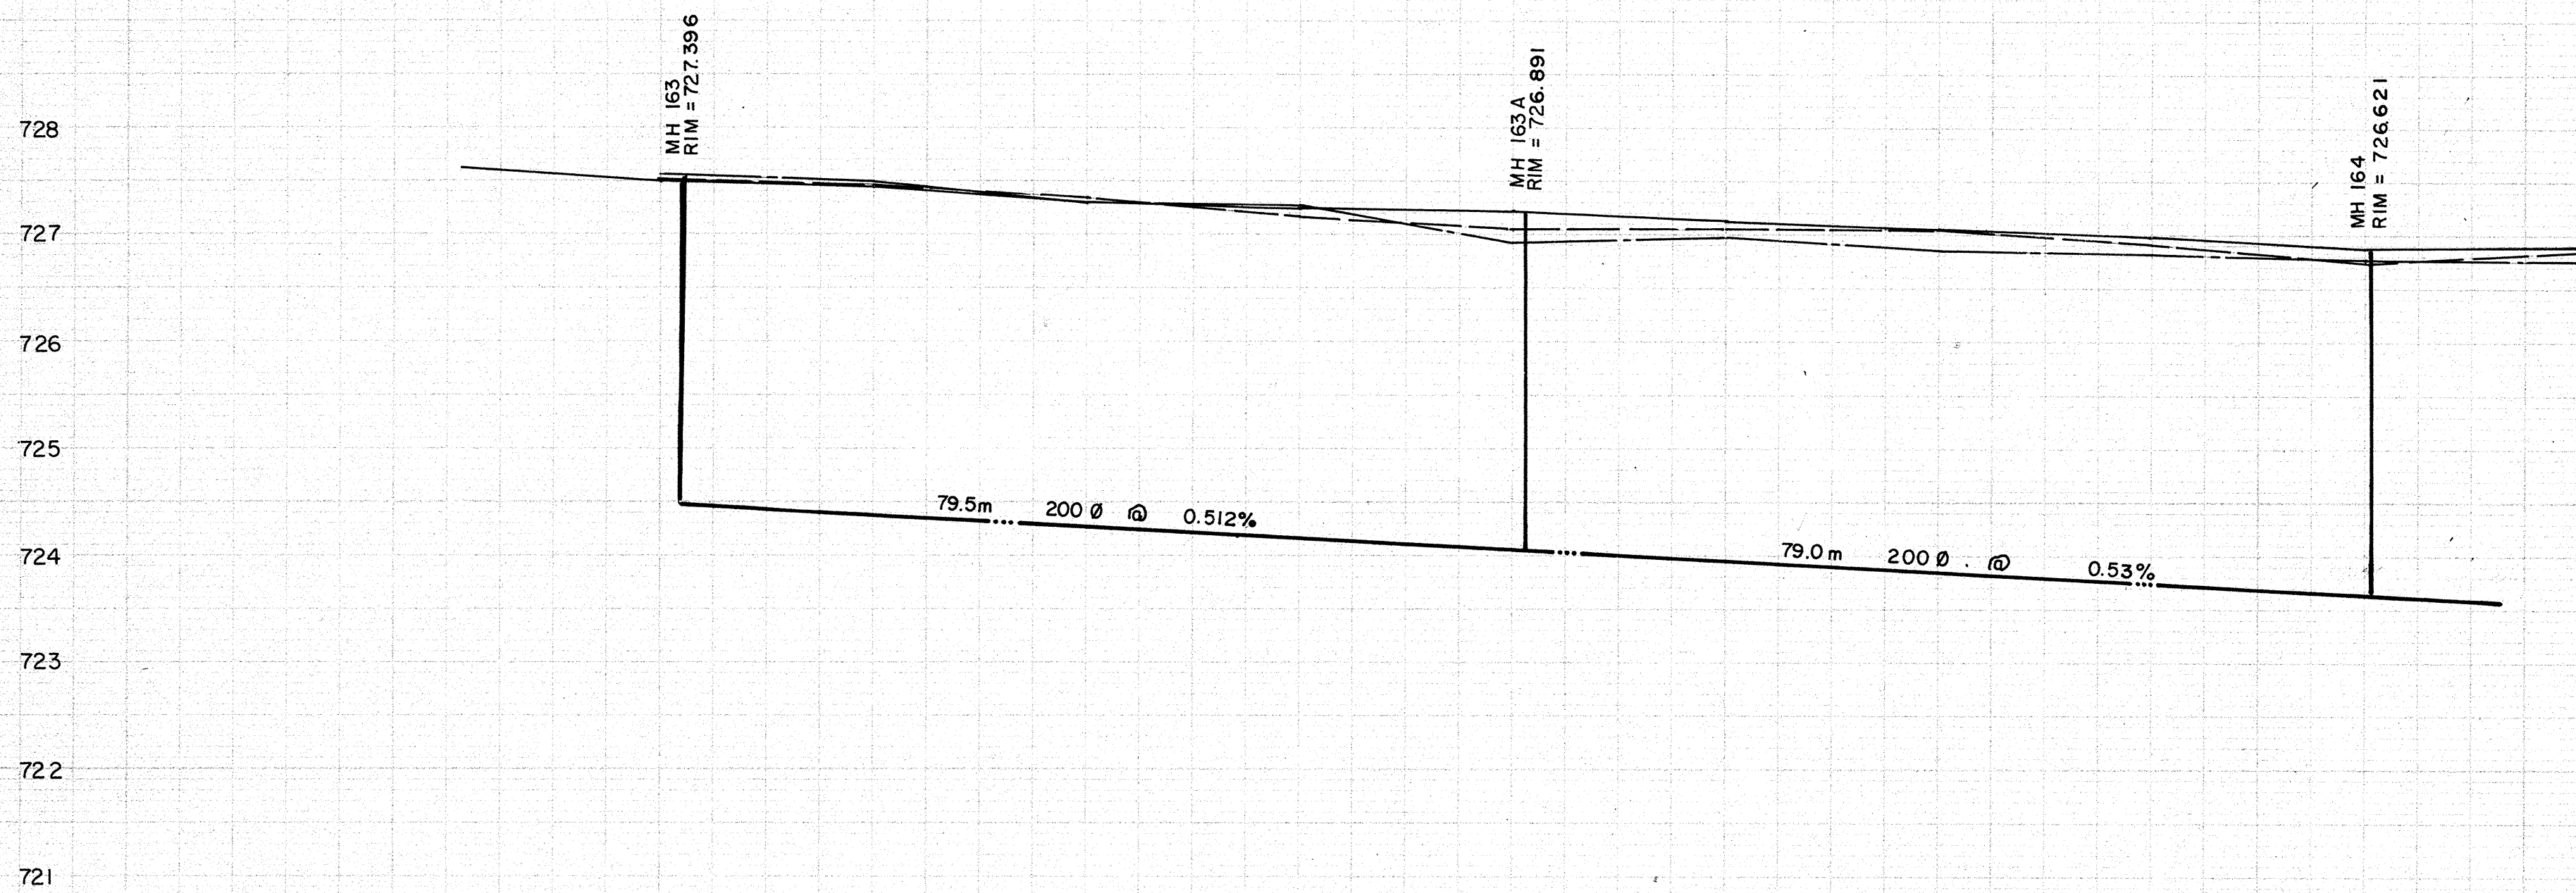 MH 163
RIM = 727.396
MH 163A
RIM = 726.891
MH 164
RIM = 726.621
728
727
726
725
724
723
722
721
79.5m 200 Ø @ 0.512%
79.0 m 200 Ø . @ 0.53%